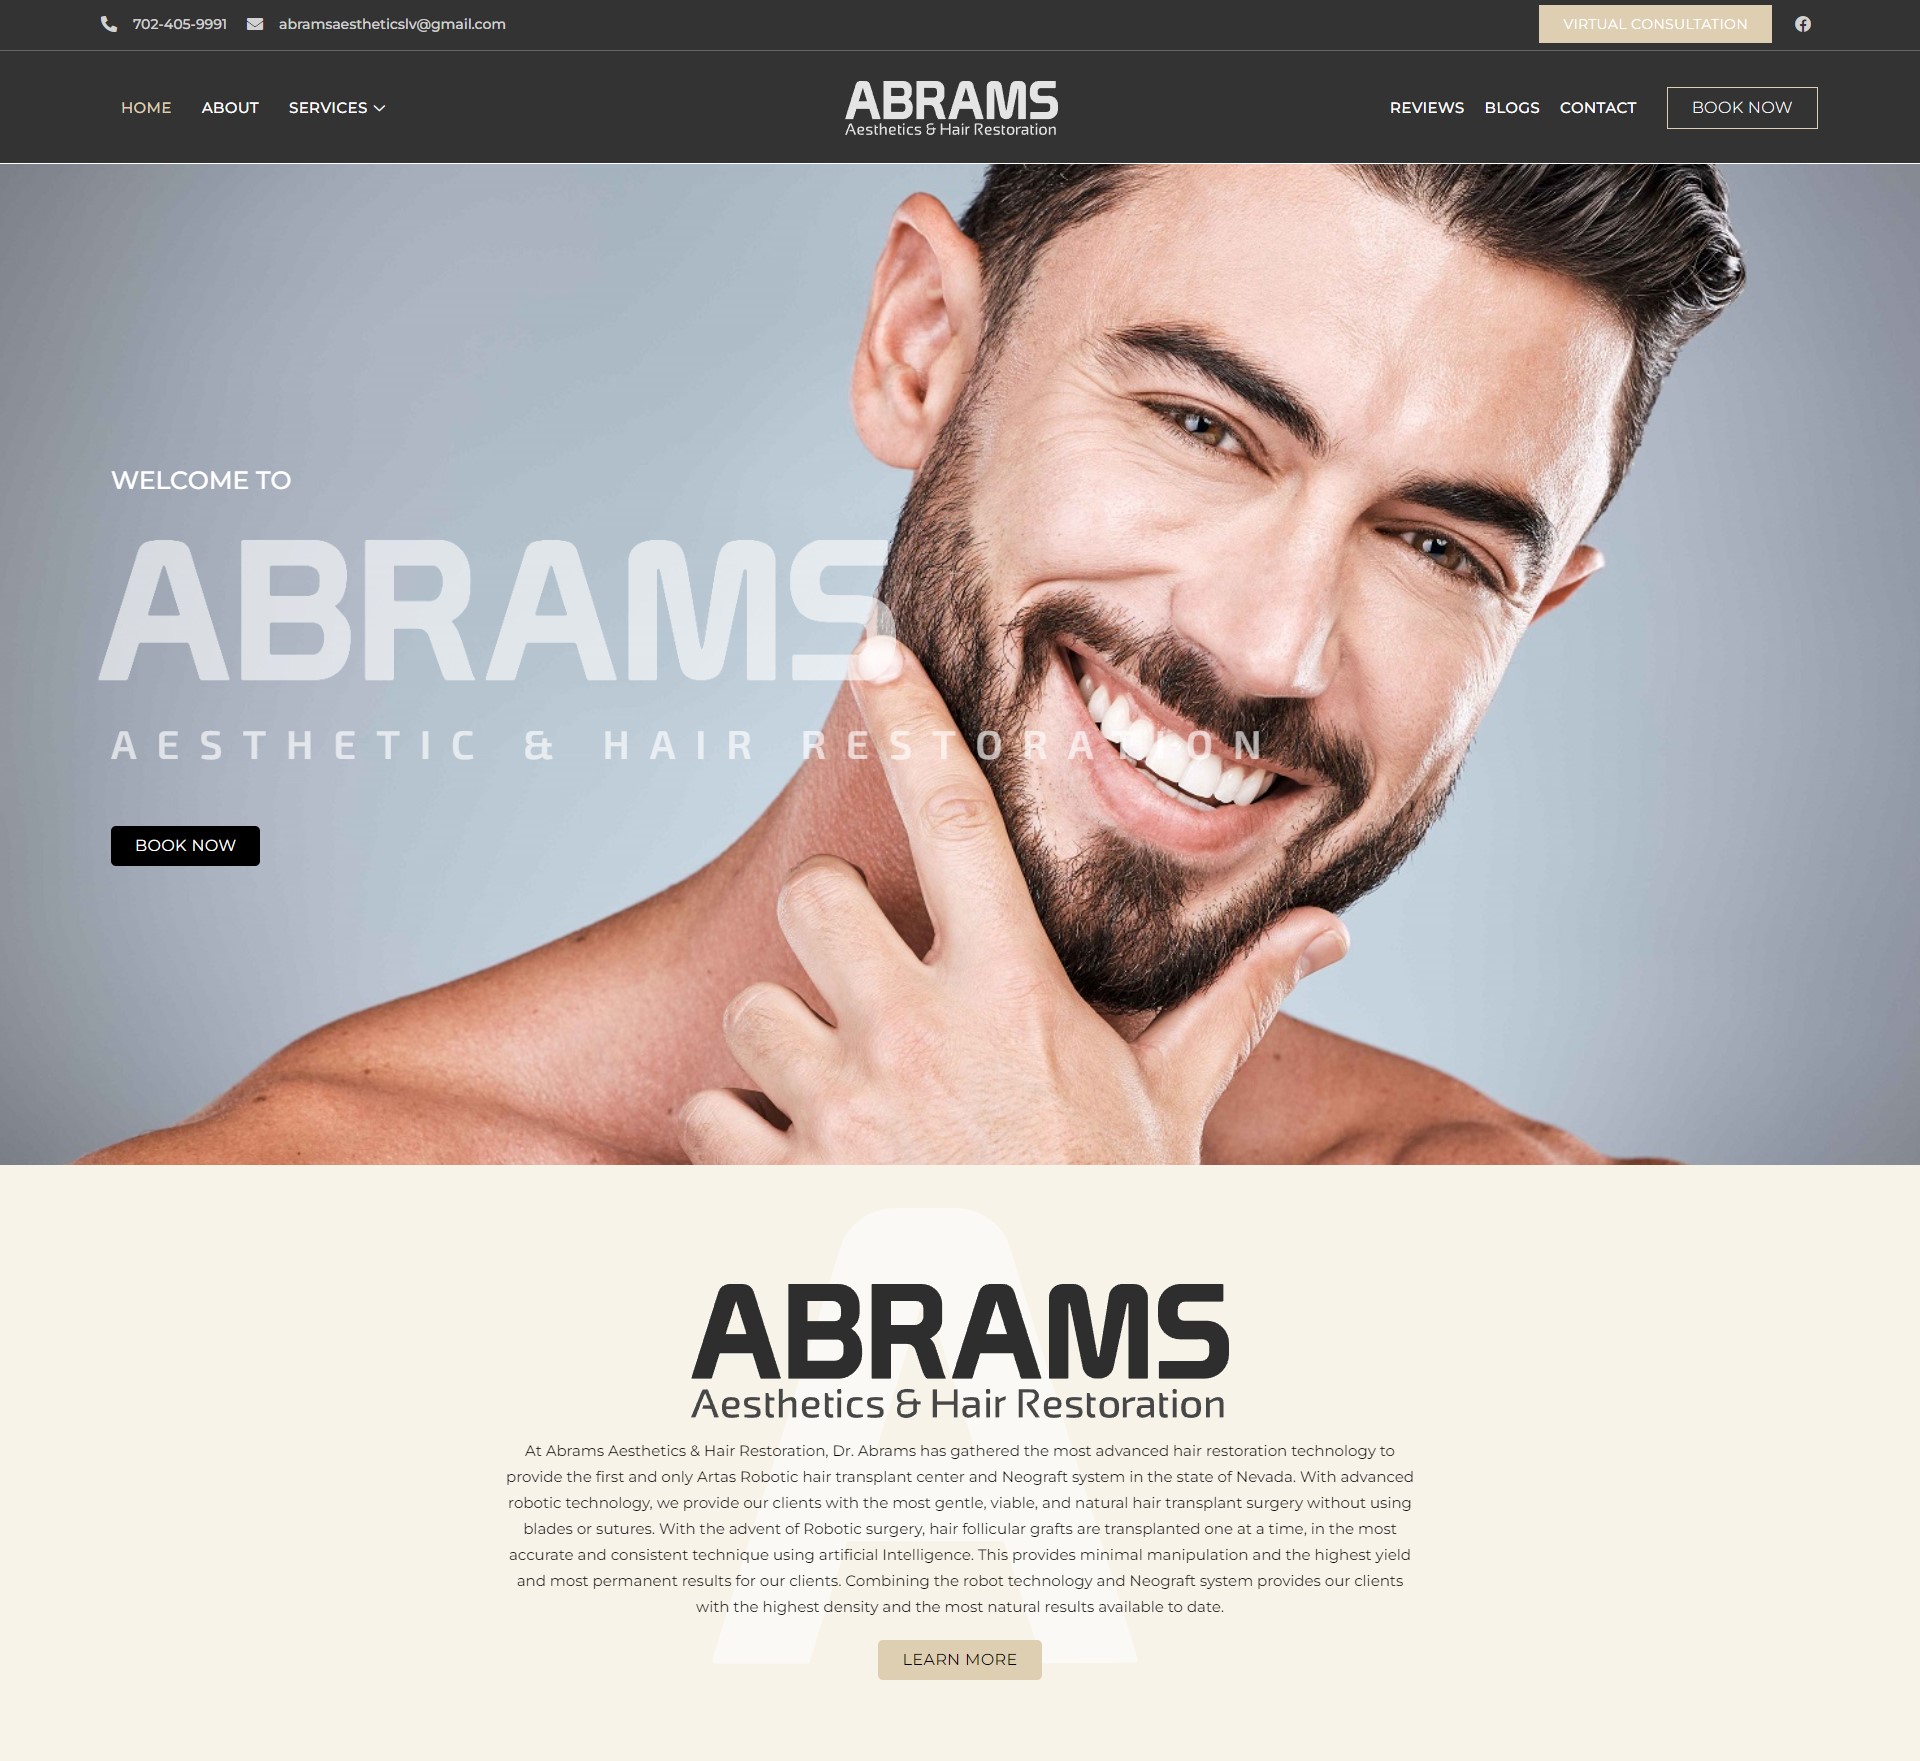 702-405-9991 abramsaestheticslv@gmail.com VIRTUAL CONSULTATION
HOME ABOUT SERVICES ABRAMS Aesthetics & Hair Restoration REVIEWS BLOGS CONTACT BOOK NOW
WELCOME TO
ABRAMS
AESTHETIC & HAIR RESTORATION
BOOK NOW
ABRAMS
Aesthetics & Hair Restoration
At Abrams Aesthetics & Hair Restoration, Dr. Abrams has gathered the most advanced hair restoration technology to
provide the first and only Artas Robotic hair transplant center and Neograft system in the state of Nevada. With advanced
robotic technology, we provide our clients with the most gentle, viable, and natural hair transplant surgery without using
blades or sutures. With the advent of Robotic surgery, hair follicular grafts are transplanted one at a time, in the most
accurate and consistent technique using artificial Intelligence. This provides minimal manipulation and the highest yield
and most permanent results for our clients. Combining the robot technology and Neograft system provides our clients
with the highest density and the most natural results available to date.
LEARN MORE